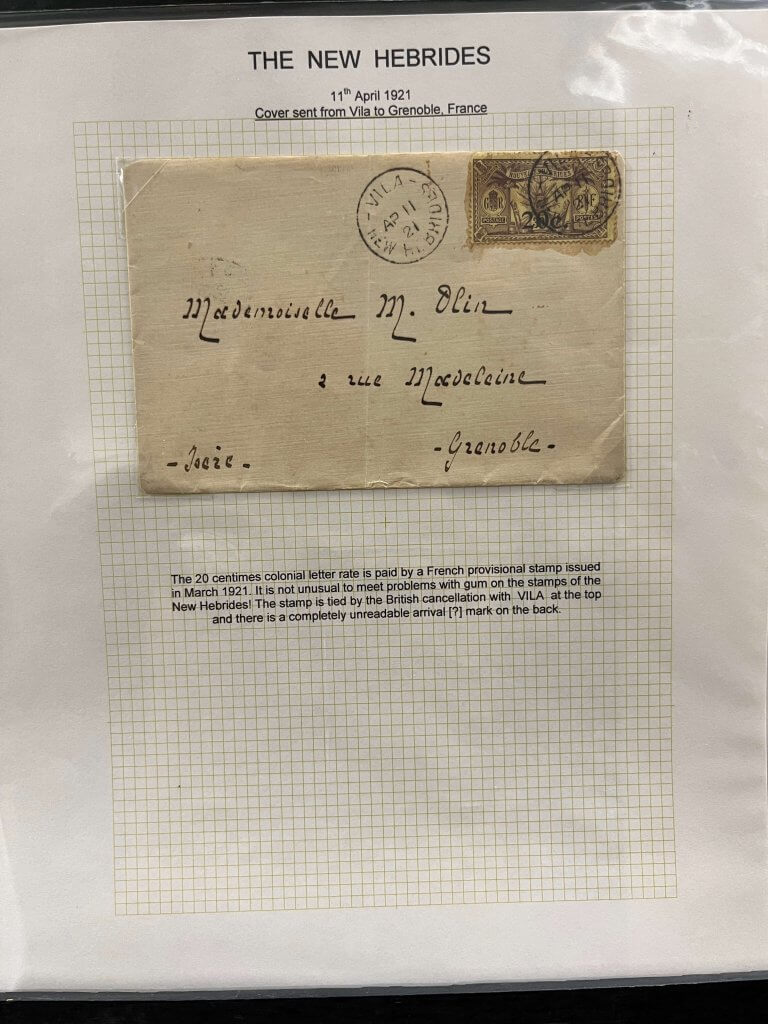 THE NEW HEBRIDES
11th April 1921
Cover sent from Vila to Grenoble, France
VILA
AP 11
21
NEW HEBRIDES
20c.
POSTAGE
Mademoiselle M. Olin
2 rue Madeleine
- Grenoble -
- Isère -
The 20 centimes colonial letter rate is paid by a French provisional stamp issued
in March 1921. It is not unusual to meet problems with gum on the stamps of the
New Hebrides! The stamp is tied by the British cancellation with VILA at the top
and there is a completely unreadable arrival [?] mark on the back.